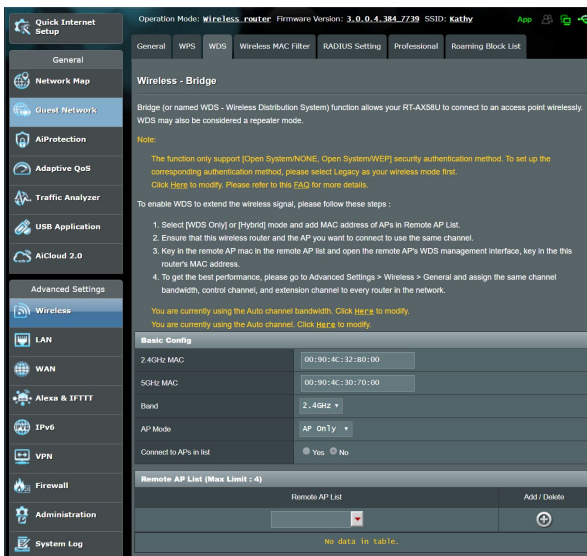 Quick Internet
Setup
Operation Mode: Wireless router Firmware Version: 3.0.0.4.384_7739 SSID: Kathy
App
General
WPS
WDS
Wireless MAC Filter
RADIUS Setting
Professional
Roaming Block List
General
Network Map
Guest Network
AiProtection
Adaptive QoS
Traffic Analyzer
USB Application
AiCloud 2.0
Advanced Settings
Wireless
LAN
WAN
Alexa & IFTTT
IPv6
VPN
Firewall
Administration
System Log
Wireless - Bridge
Bridge (or named WDS - Wireless Distribution System) function allows your RT-AX58U to connect to an access point wirelessly.
WDS may also be considered a repeater mode.
Note:
The function only support [Open System/NONE, Open System/WEP] security authentication method. To set up the
corresponding authentication method, please select Legacy as your wireless mode first.
Click Here to modify. Please refer to this FAQ for more details.
To enable WDS to extend the wireless signal, please follow these steps :
1. Select [WDS Only] or [Hybrid] mode and add MAC address of APs in Remote AP List.
2. Ensure that this wireless router and the AP you want to connect to use the same channel.
3. Key in the remote AP mac in the remote AP list and open the remote AP's WDS management interface, key in the this
router's MAC address.
4. To get the best performance, please go to Advanced Settings > Wireless > General and assign the same channel
bandwidth, control channel, and extension channel to every router in the network.
You are currently using the Auto channel bandwidth. Click Here to modify.
You are currently using the Auto channel. Click Here to modify.
Basic Config
2.4GHz MAC 00:90:4C:32:B0:00
5GHz MAC 00:90:4C:30:70:00
Band 2.4GHz
AP Mode AP Only
Connect to APs in list Yes No
Remote AP List (Max Limit : 4)
Remote AP List Add / Delete
No data in table.